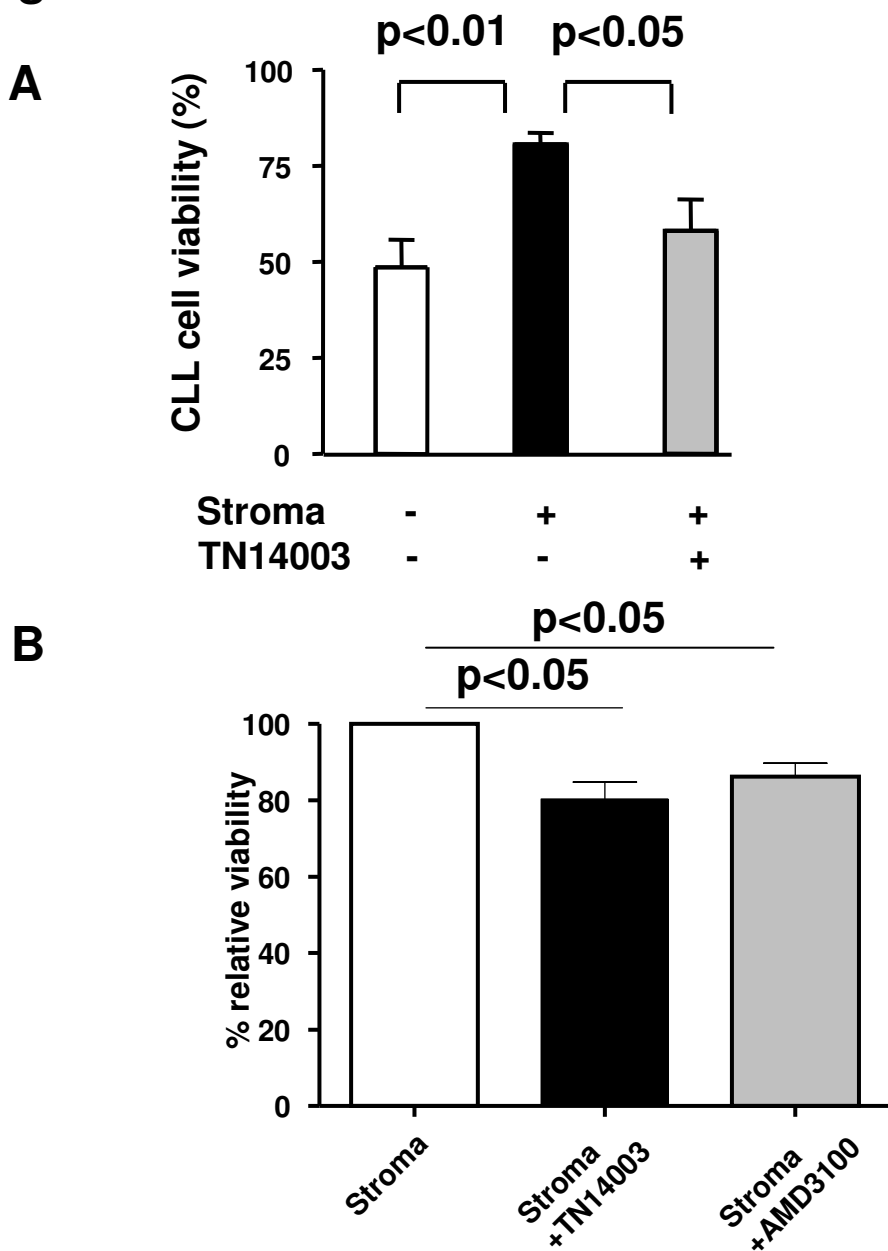 p<0.01 p<0.05
A
CLL cell viability (%)
100
75
50
25
0
Stroma - + +
TN14003 - - +
B
p<0.05
p<0.05
% relative viability
100
80
60
40
20
0
Stroma
Stroma
+TN14003
Stroma
+AMD3100